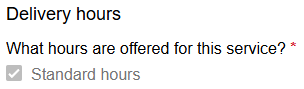 Delivery hours
What hours are offered for this service? *
Standard hours